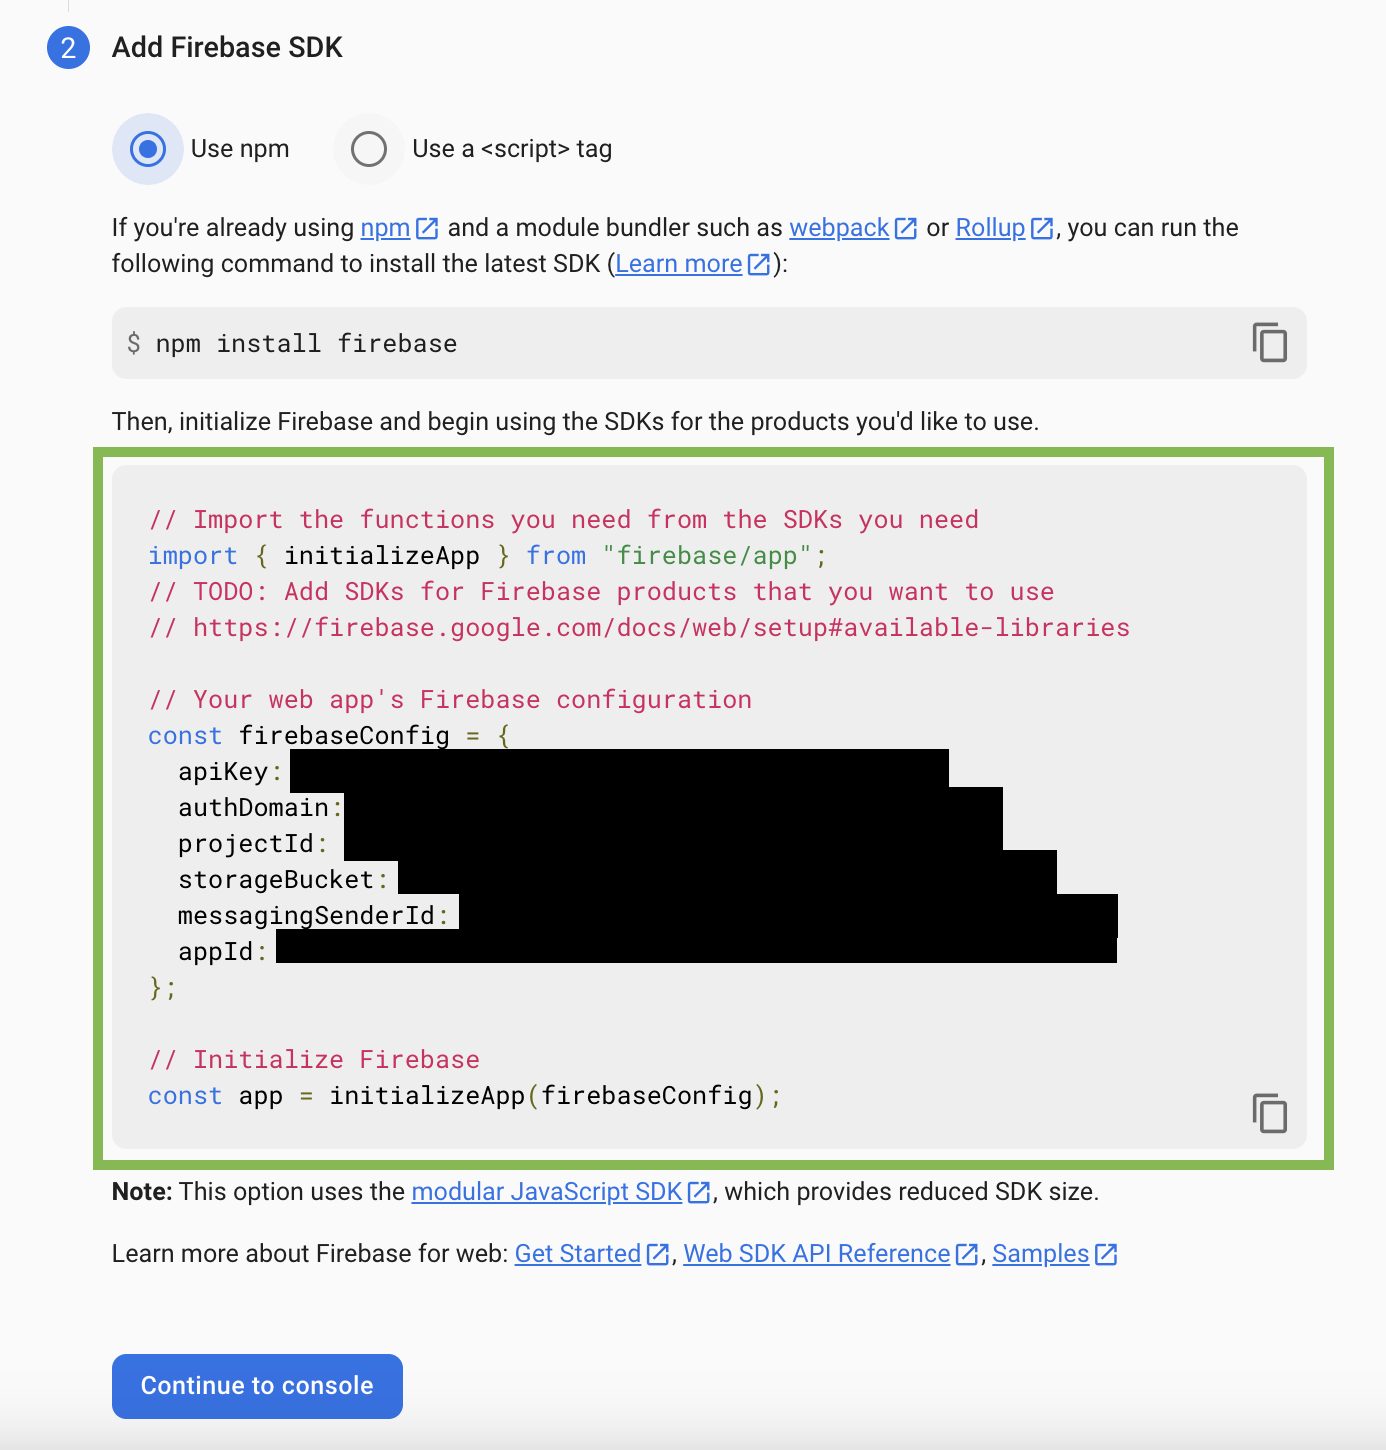 2 Add Firebase SDK
Use npm Use a <script> tag
If you're already using npm and a module bundler such as webpack or Rollup, you can run the
following command to install the latest SDK (Learn more):
$ npm install firebase
Then, initialize Firebase and begin using the SDKs for the products you'd like to use.
// Import the functions you need from the SDKs you need
import { initializeApp } from "firebase/app";
// TODO: Add SDKs for Firebase products that you want to use
// https://firebase.google.com/docs/web/setup#available-libraries
// Your web app's Firebase configuration
const firebaseConfig = {
apiKey:
authDomain:
projectId:
storageBucket:
messagingSenderId:
appId:
};
// Initialize Firebase
const app = initializeApp(firebaseConfig);
Note: This option uses the modular JavaScript SDK, which provides reduced SDK size.
Learn more about Firebase for web: Get Started, Web SDK API Reference, Samples
Continue to console